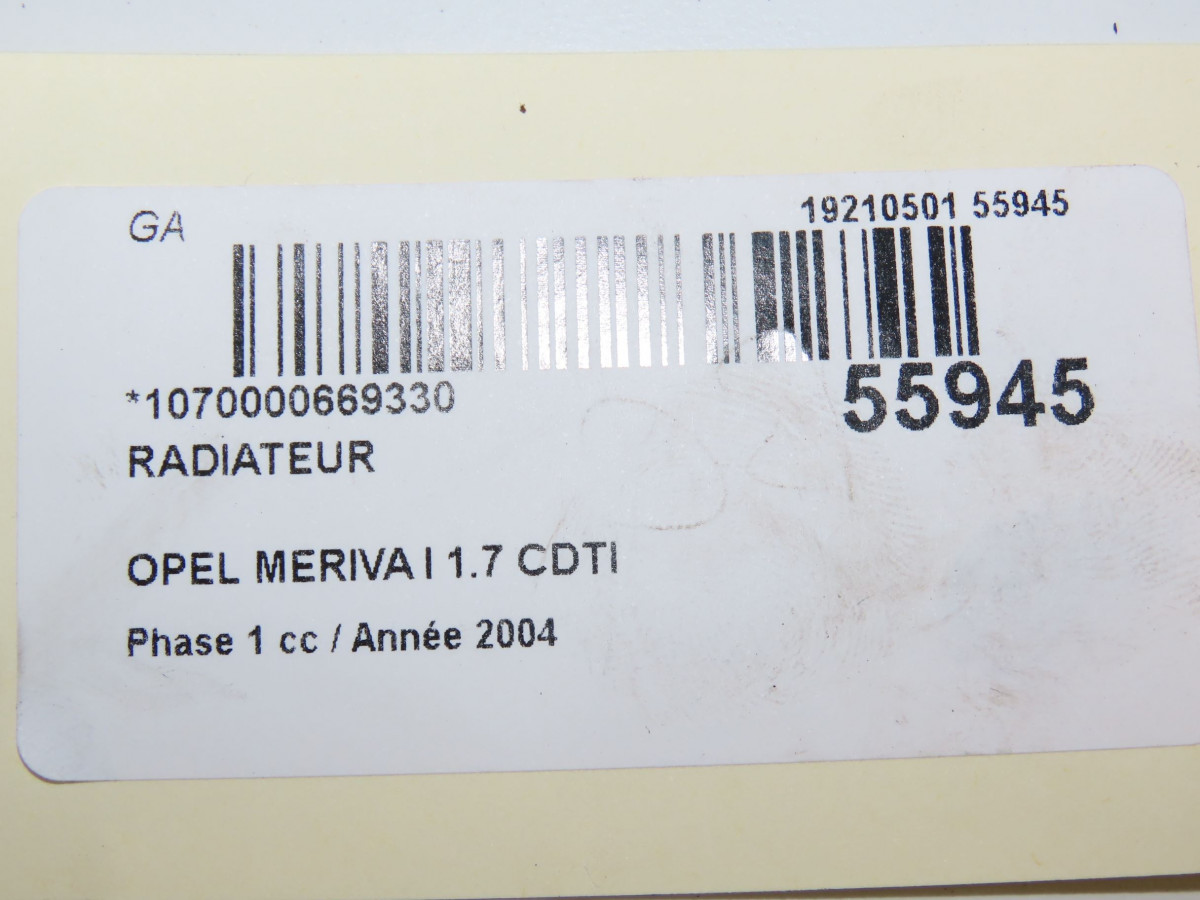 GA
19210501 55945
*1070000669330
55945
RADIATEUR
OPEL MERIVA I 1.7 CDTI
Phase 1 cc / Année 2004